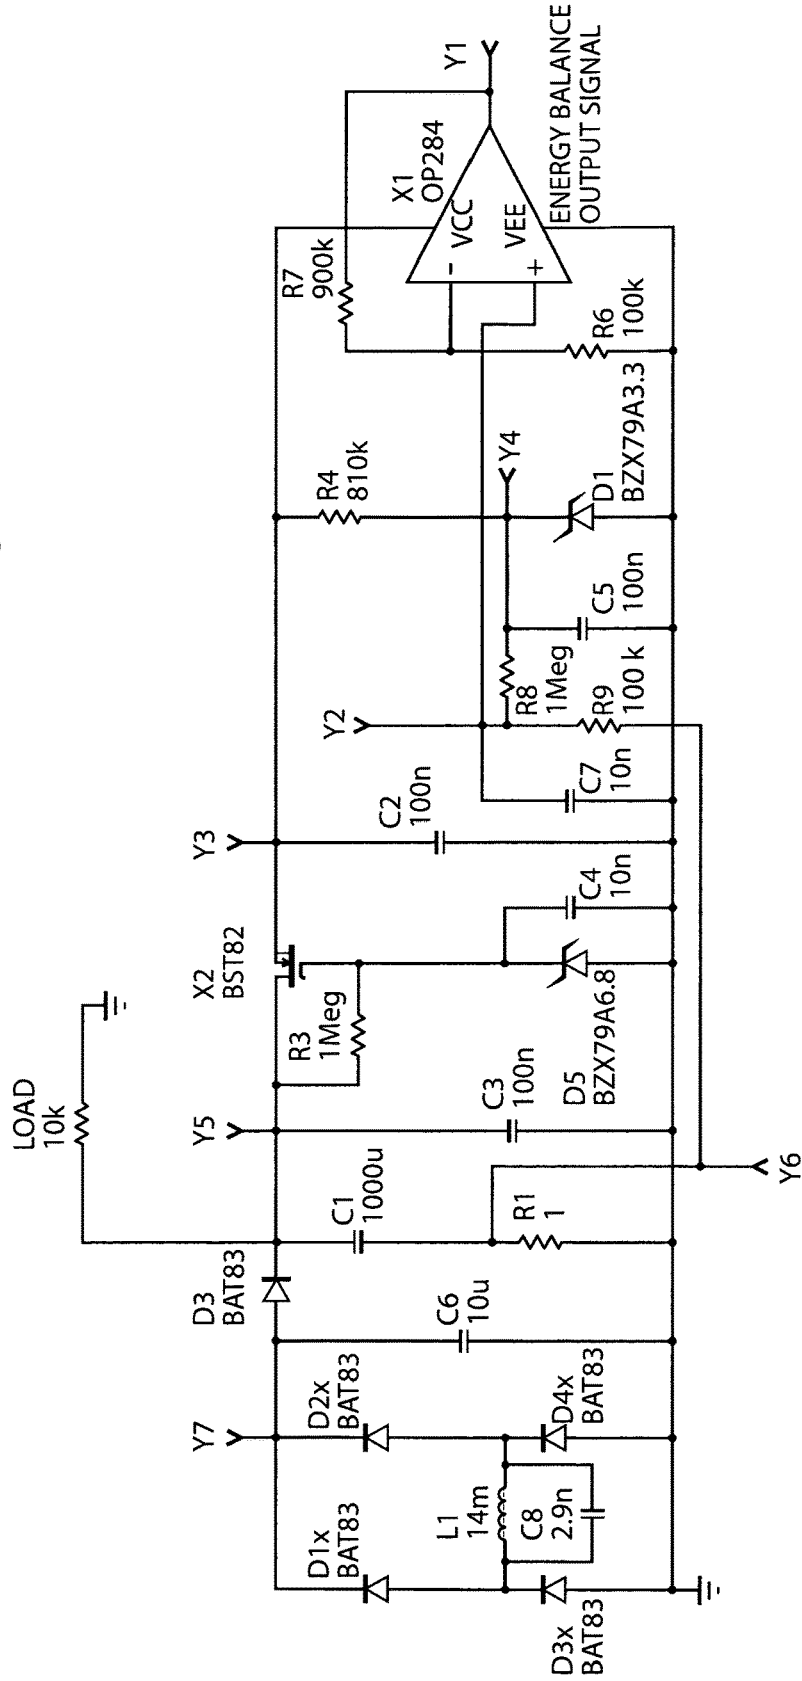 LOAD
10k
D3
BAT83
Y7
D1x
BAT83
D2x
BAT83
L1
14m
C8
2.9n
D3x
BAT83
D4x
BAT83
C6
10u
C1
1000u
R1
1
Y5
C3
100n
Y6
R3
1Meg
X2
BST82
D5
BZX79A6.8
C4
10n
Y3
C2
100n
C7
10n
Y2
R8
1Meg
R9
100 k
C5
100n
R4
810k
Y4
D1
BZX79A3.3
R7
900k
R6
100k
X1
OP284
VCC
VEE
-
+
Y1
ENERGY BALANCE
OUTPUT SIGNAL